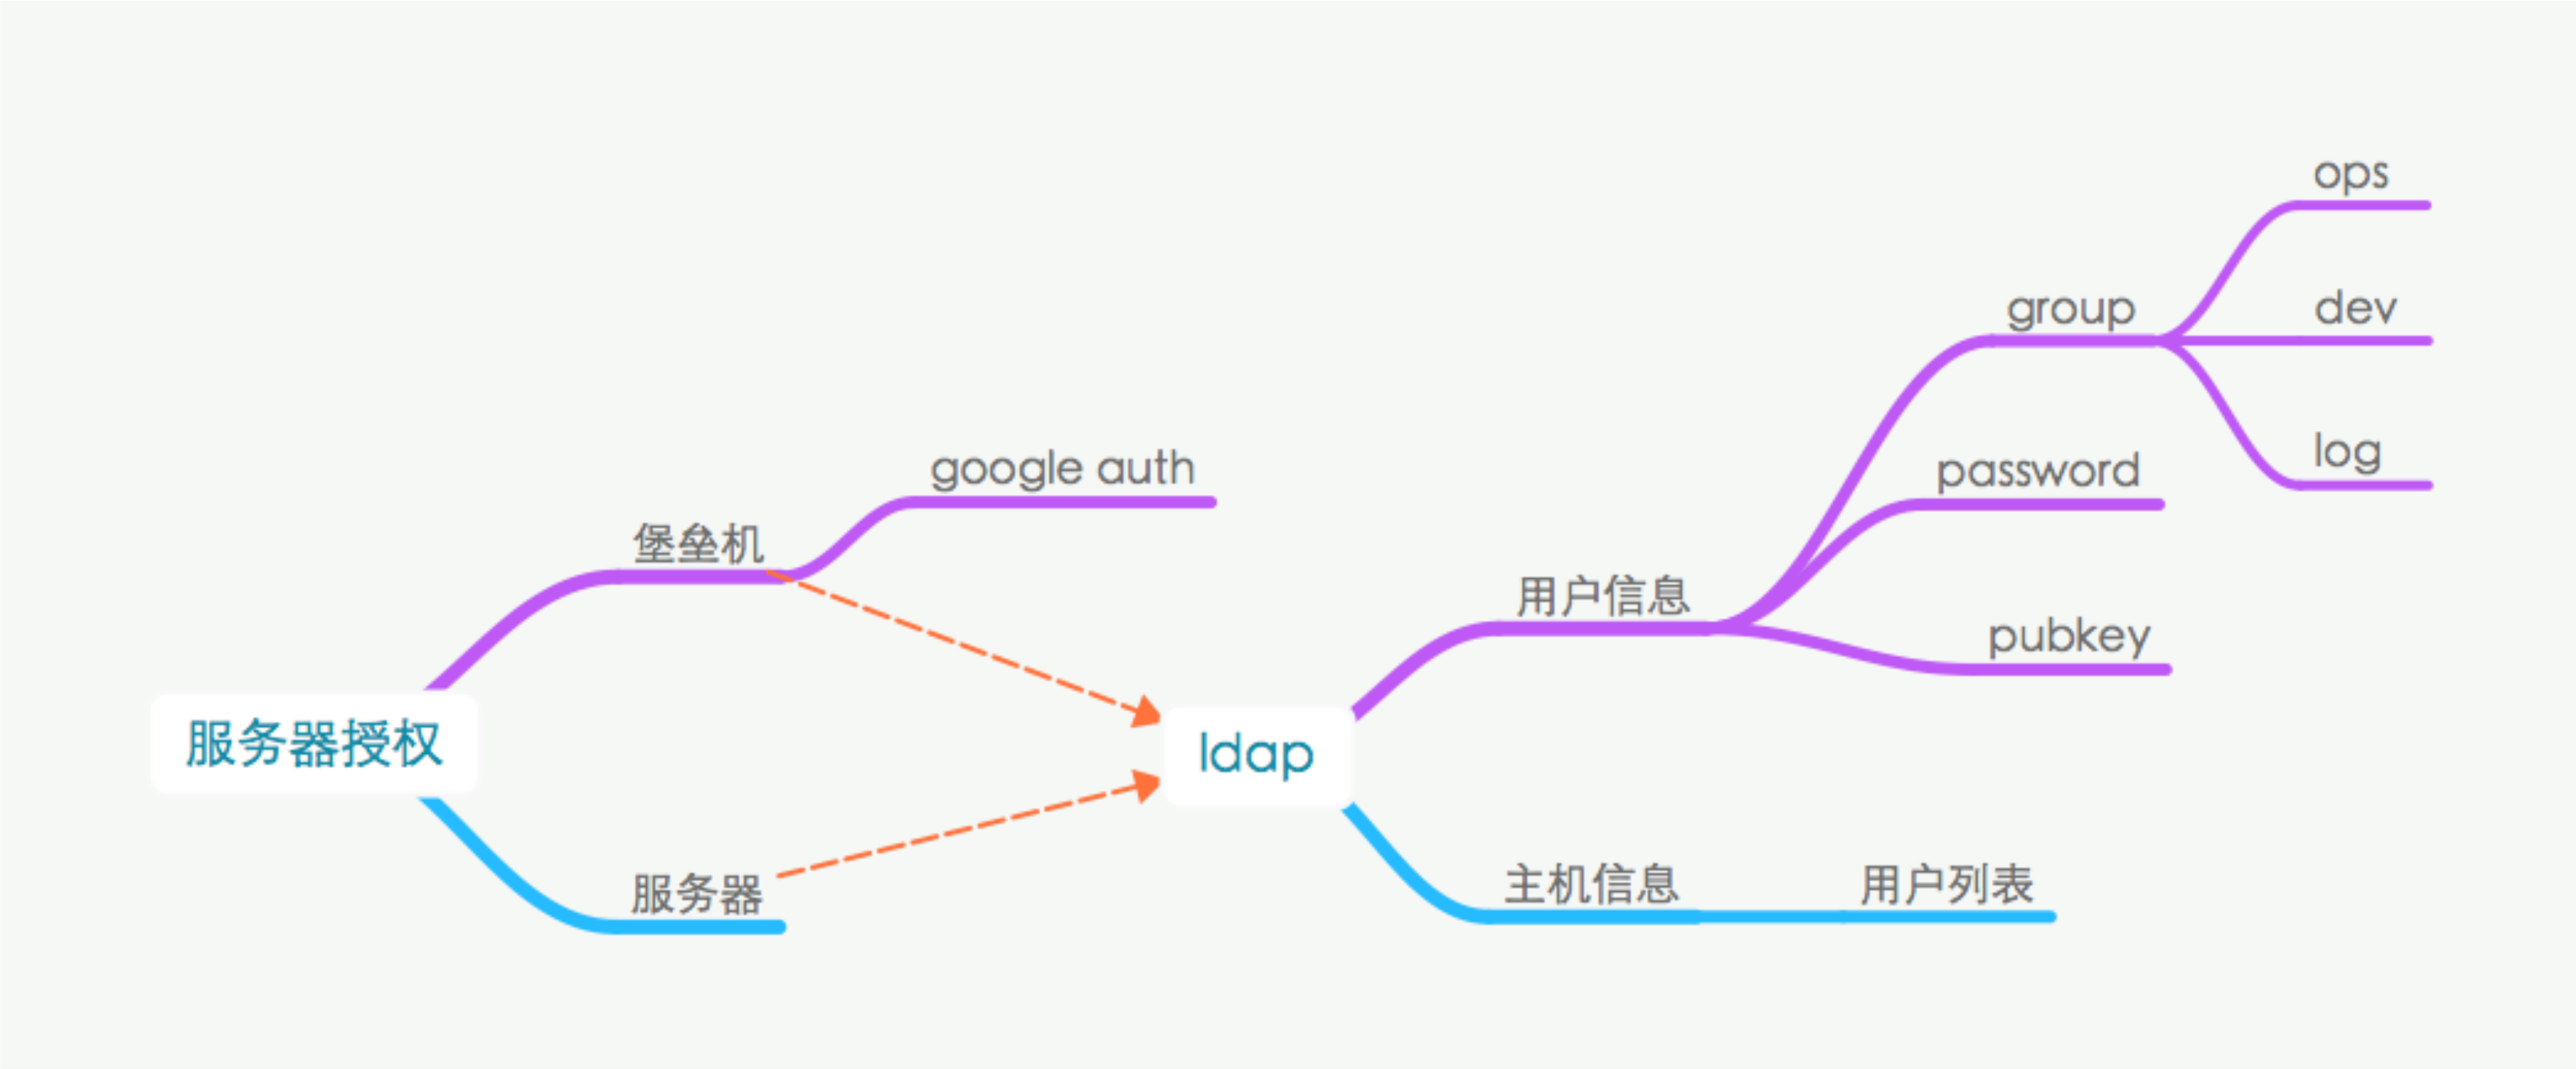 服务器授权
堡垒机
google auth
服务器
ldap
用户信息
group
ops
dev
log
password
pubkey
主机信息
用户列表